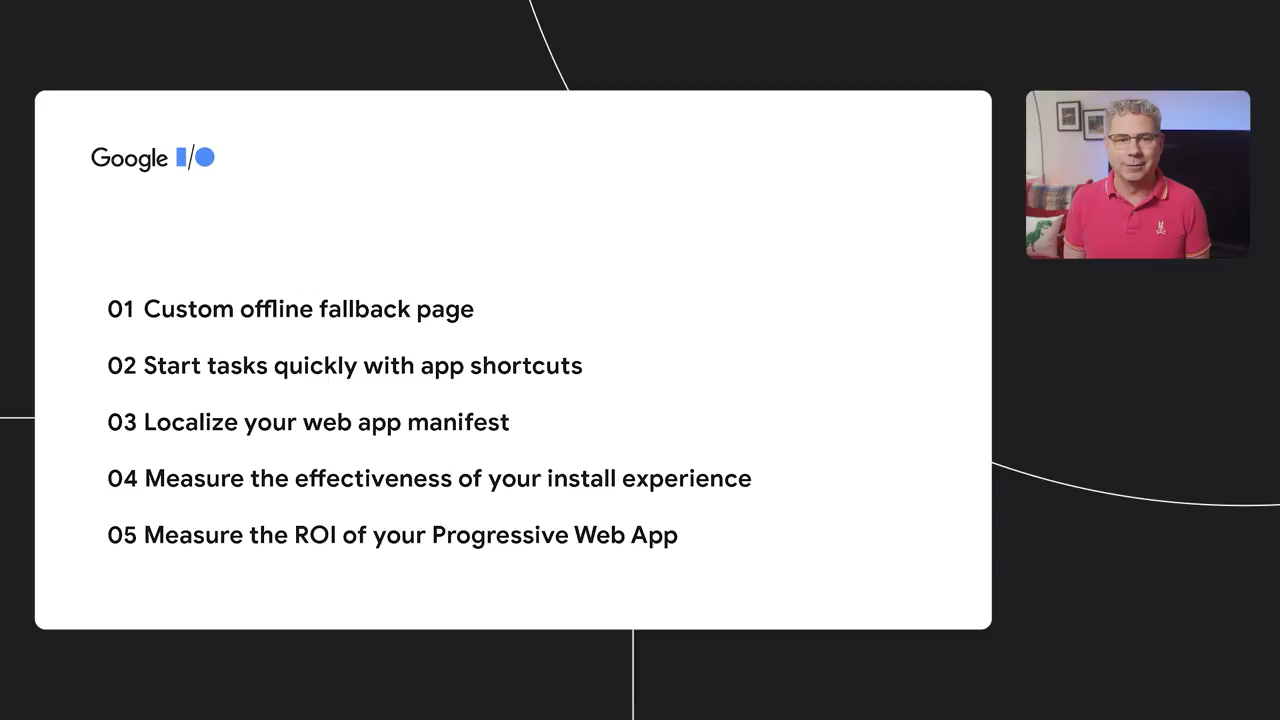 Google I/O
01 Custom offline fallback page
02 Start tasks quickly with app shortcuts
03 Localize your web app manifest
04 Measure the effectiveness of your install experience
05 Measure the ROI of your Progressive Web App